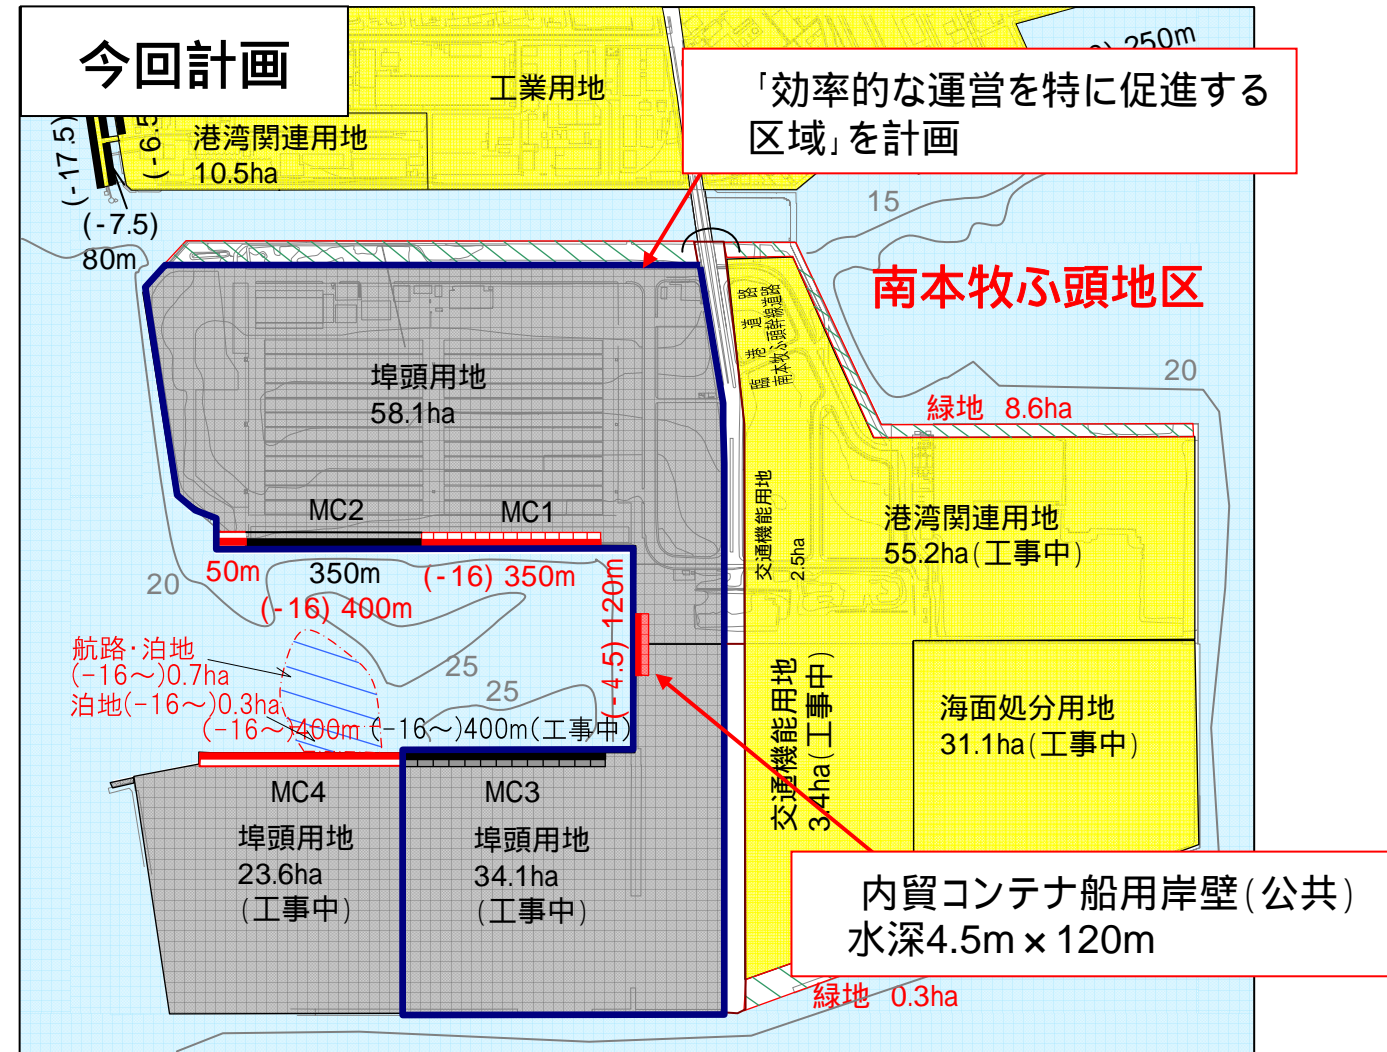 今回計画
工業用地
250m
「効率的な運営を特に促進する
区域」を計画
港湾関連用地
10.5ha
(-17.5)
(-6.5
(-7.5)
80m
15
南本牧ふ頭地区
臨港道路
南本牧ふ頭幹線道路
埠頭用地
58.1ha
20
緑地 8.6ha
MC2
MC1
交通機能用地
2.5ha
港湾関連用地
55.2ha(工事中)
20
50m
350m
(-16) 350m
(-16) 400m
(-4.5) 120m
航路・泊地
(-16~)0.7ha
泊地(-16~)0.3ha
25
25
(-16~)400m
(-16~)400m(工事中)
交通機能用地
3.4ha(工事中)
海面処分用地
31.1ha(工事中)
MC4
埠頭用地
23.6ha
(工事中)
MC3
埠頭用地
34.1ha
(工事中)
内貿コンテナ船用岸壁(公共)
水深4.5m×120m
緑地 0.3ha